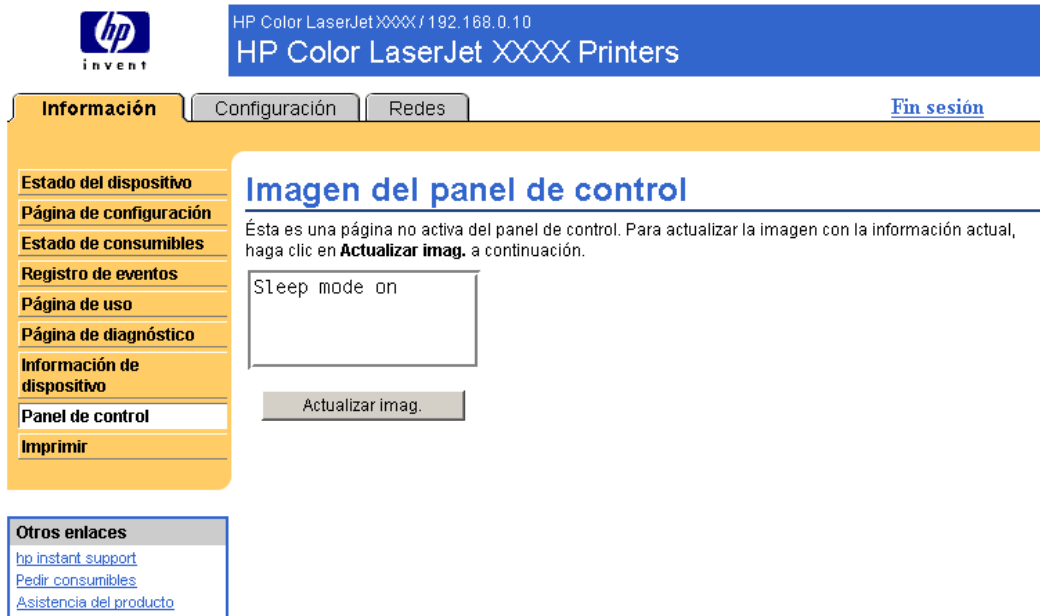 hp
invent
HP Color LaserJet XXXX / 192.168.0.10
HP Color LaserJet XXXX Printers
Información
Configuración
Redes
Fin sesión
Estado del dispositivo
Página de configuración
Estado de consumibles
Registro de eventos
Página de uso
Página de diagnóstico
Información de
dispositivo
Panel de control
Imprimir
Imagen del panel de control
Ésta es una página no activa del panel de control. Para actualizar la imagen con la información actual,
haga clic en Actualizar imag. a continuación.
Sleep mode on
Actualizar imag.
Otros enlaces
hp instant support
Pedir consumibles
Asistencia del producto